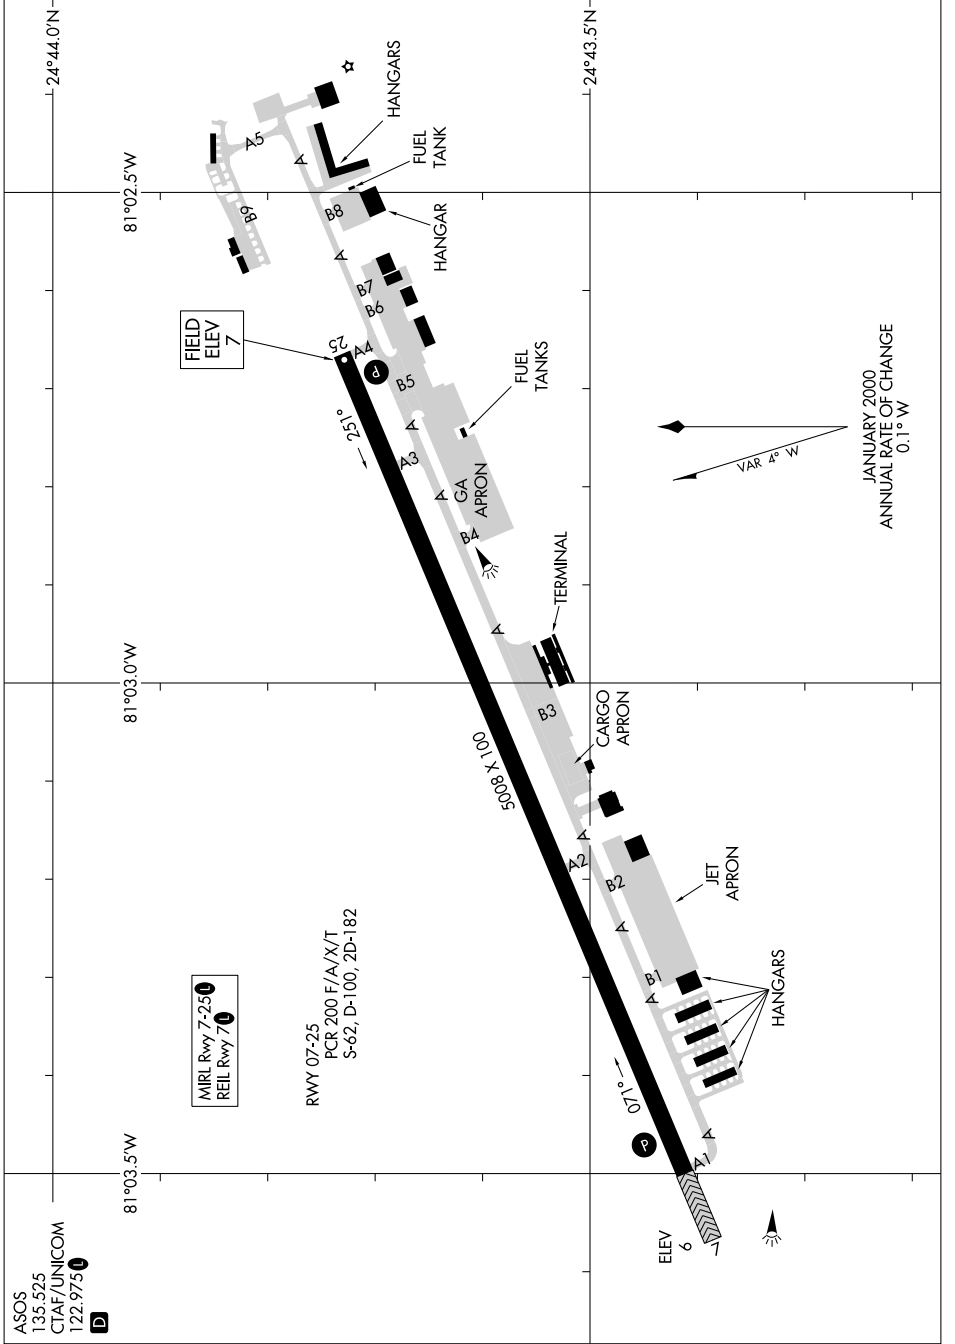 24°44.0'N
24°43.5'N
81°02.5'W
81°03.0'W
81°03.5'W
HANGARS
FUEL
TANK
HANGAR
A5
A
B9
B8
A
B7
B6
FIELD
ELEV
7
25
A4
P
B5
251°
A
A3
FUEL
TANKS
A
GA
APRON
B4
VAR 4° W
JANUARY 2000
ANNUAL RATE OF CHANGE
0.1° W
TERMINAL
A
B3
CARGO
APRON
5008 X 100
A
A2
B2
JET
APRON
A
B1
A
HANGARS
MIRL Rwy 7-25 L
REIL Rwy 7 L
RWY 07-25
PCR 200 F/A/X/T
S-62, D-100, 2D-182
071°
P
A
A1
ELEV
6
7
ASOS
135.525
CTAF/UNICOM
122.975 L
D